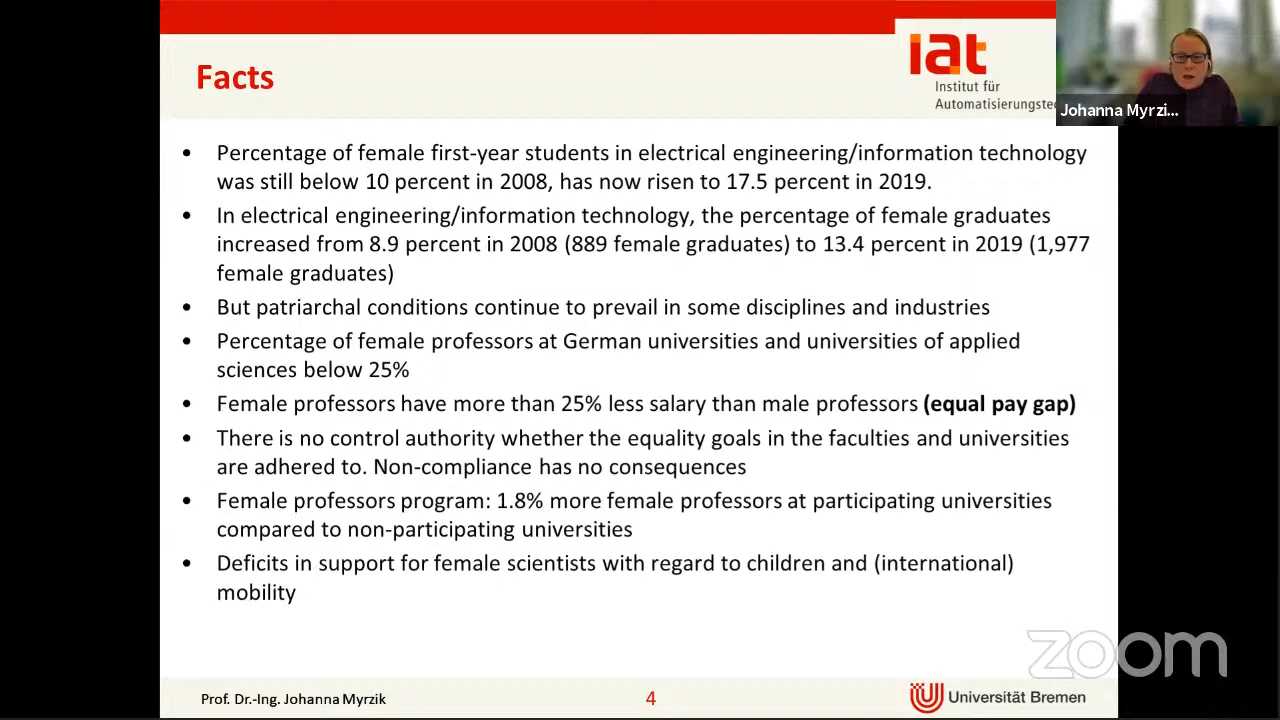 Facts
iat
Institut für
Automatisierungstec
Johanna Myrzi...
• Percentage of female first-year students in electrical engineering/information technology
was still below 10 percent in 2008, has now risen to 17.5 percent in 2019.
• In electrical engineering/information technology, the percentage of female graduates
increased from 8.9 percent in 2008 (889 female graduates) to 13.4 percent in 2019 (1,977
female graduates)
• But patriarchal conditions continue to prevail in some disciplines and industries
• Percentage of female professors at German universities and universities of applied
sciences below 25%
• Female professors have more than 25% less salary than male professors (equal pay gap)
• There is no control authority whether the equality goals in the faculties and universities
are adhered to. Non-compliance has no consequences
• Female professors program: 1.8% more female professors at participating universities
compared to non-participating universities
• Deficits in support for female scientists with regard to children and (international)
mobility
zoom
Prof. Dr.-Ing. Johanna Myrzik
4
Universität Bremen